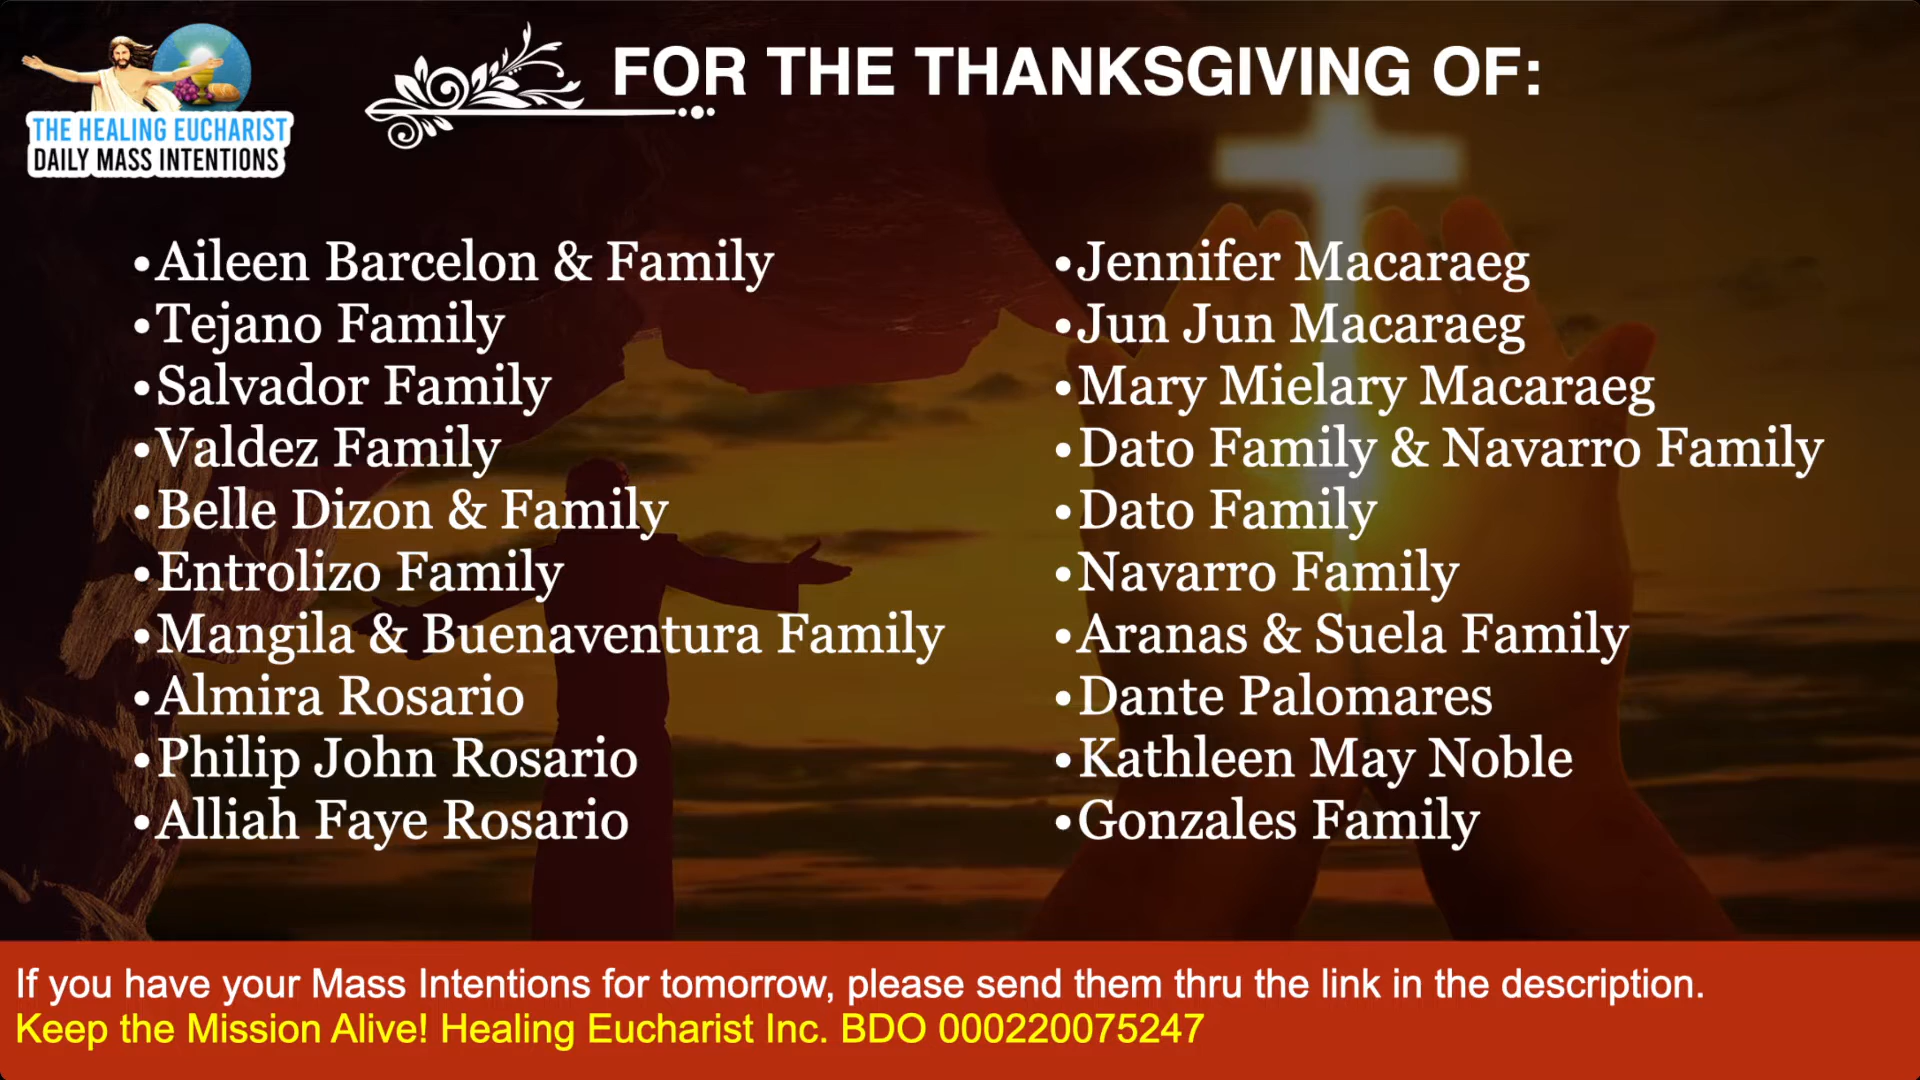 THE HEALING EUCHARIST
DAILY MASS INTENTIONS
FOR THE THANKSGIVING OF:
•Aileen Barcelon & Family
•Tejano Family
•Salvador Family
•Valdez Family
•Belle Dizon & Family
•Entrolizo Family
•Mangila & Buenaventura Family
•Almira Rosario
•Philip John Rosario
•Alliah Faye Rosario
•Jennifer Macaraeg
•Jun Jun Macaraeg
•Mary Mielary Macaraeg
•Dato Family & Navarro Family
•Dato Family
•Navarro Family
•Aranas & Suela Family
•Dante Palomares
•Kathleen May Noble
•Gonzales Family
If you have your Mass Intentions for tomorrow, please send them thru the link in the description.
Keep the Mission Alive! Healing Eucharist Inc. BDO 000220075247